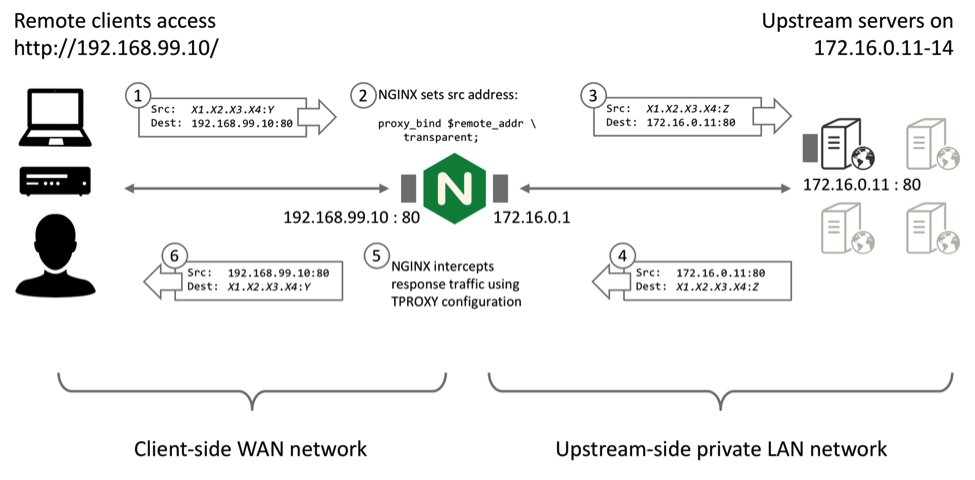 Remote clients access
http://192.168.99.10/
Upstream servers on
172.16.0.11-14
1
Src: X1.X2.X3.X4:Y
Dest: 192.168.99.10:80
2
NGINX sets src address:
proxy_bind $remote_addr \
transparent;
3
Src: X1.X2.X3.X4:Z
Dest: 172.16.0.11:80
N
192.168.99.10 : 80
172.16.0.1
172.16.0.11 : 80
6
Src: 192.168.99.10:80
Dest: X1.X2.X3.X4:Y
5
NGINX intercepts
response traffic using
TPROXY configuration
4
Src: 172.16.0.11:80
Dest: X1.X2.X3.X4:Z
Client-side WAN network
Upstream-side private LAN network